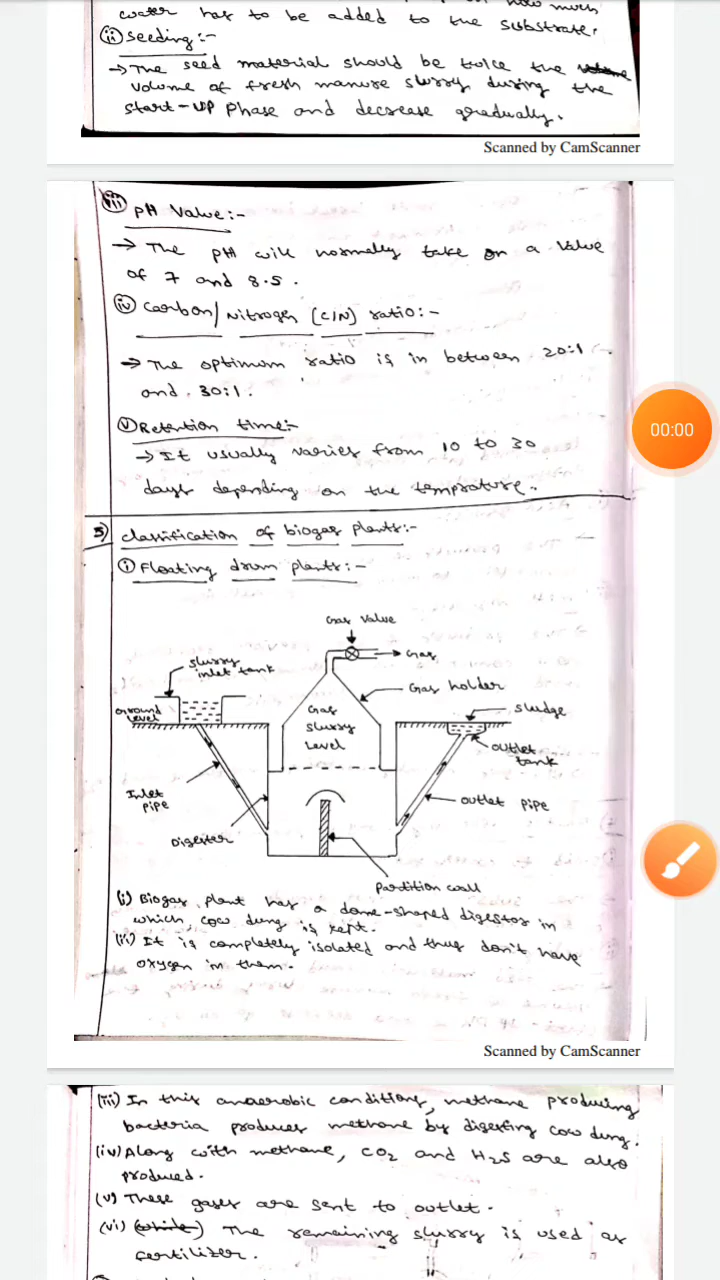 water has to be added to the substrate.
(ii) Seeding:-
→ The seed material should be twice the
volume of fresh manure slurry during the
start-up phase and decrease gradually.
Scanned by CamScanner
(iii) pH Value:-
→ The pH will normally take on a value
of 7 and 8.5.
(iv) Carbon/Nitrogen (C/N) ratio:-
→ The optimum ratio is in between 20:1
and 30:1.
(v) Retention time:-
→ It usually varies from 10 to 30
days depending on the temprature.
00:00
5) classification of biogas plants:-
(i) Floating drum plants:-
Gas Valve
Gas
slurry inlet tank
Gas holder
Ground level
Gas
slurry
Level
sludge
outlet tank
Inlet pipe
outlet pipe
Digester
Partition wall
(i) Biogas plant has a dome-shaped digestor in
which cow dung is kept.
(ii) It is completely isolated and thus don't have
oxygen in them.
Scanned by CamScanner
(iii) In this anaerobic conditions, methane producing
bacteria produces methane by digesting cow dung.
(iv) Along with methane, CO2 and H2S are also
produced.
(v) These gases are sent to outlet.
(vi) The remaining slurry is used as
fertilizer.